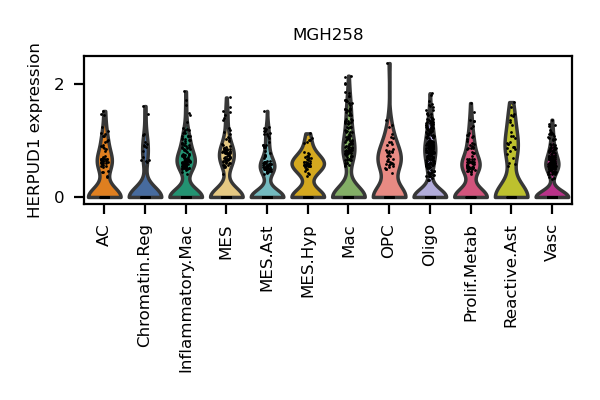 MGH258
HERPUD1 expression
2
0
AC
Chromatin.Reg
Inflammatory.Mac
MES
MES.Ast
MES.Hyp
Mac
OPC
Oligo
Prolif.Metab
Reactive.Ast
Vasc